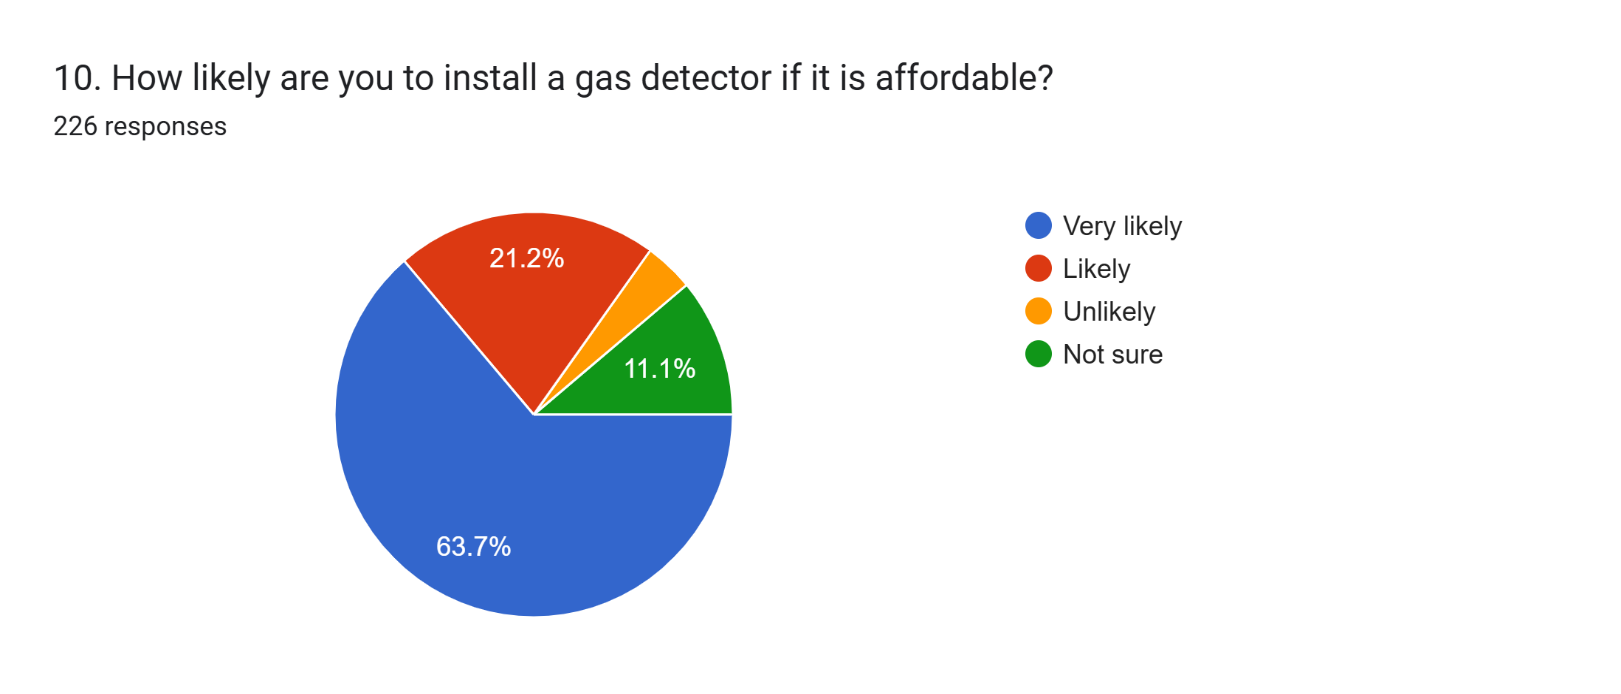 10. How likely are you to install a gas detector if it is affordable?
226 responses
21.2%
11.1%
63.7%
Very likely
Likely
Unlikely
Not sure